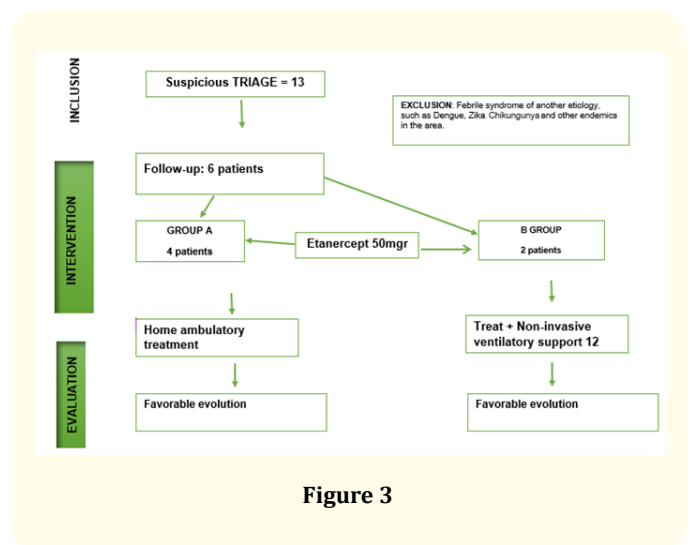 INCLUSION
Suspicious TRIAGE = 13
EXCLUSION: Febrile syndrome of another etiology,
such as Dengue, Zika, Chikungunya and other endemics
in the area.
INTERVENTION
Follow-up: 6 patients
GROUP A
4 patients
Etanercept 50mgr
B GROUP
2 patients
Home ambulatory
treatment
Treat + Non-invasive
ventilatory support 12
EVALUATION
Favorable evolution
Favorable evolution
Figure 3